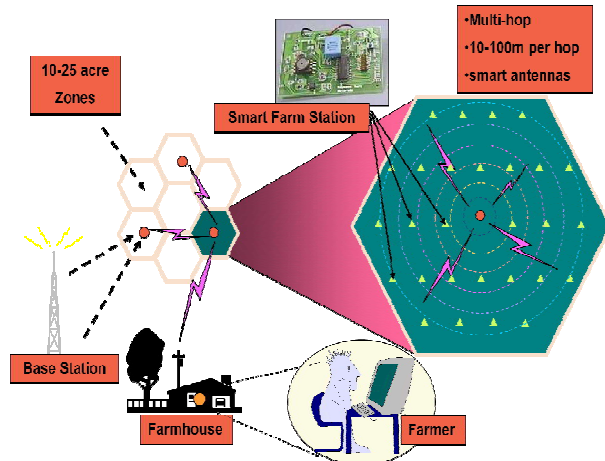 10-25 acre
Zones
Smart Farm Station
•Multi-hop
•10-100m per hop
•smart antennas
Base Station
Farmhouse
Farmer